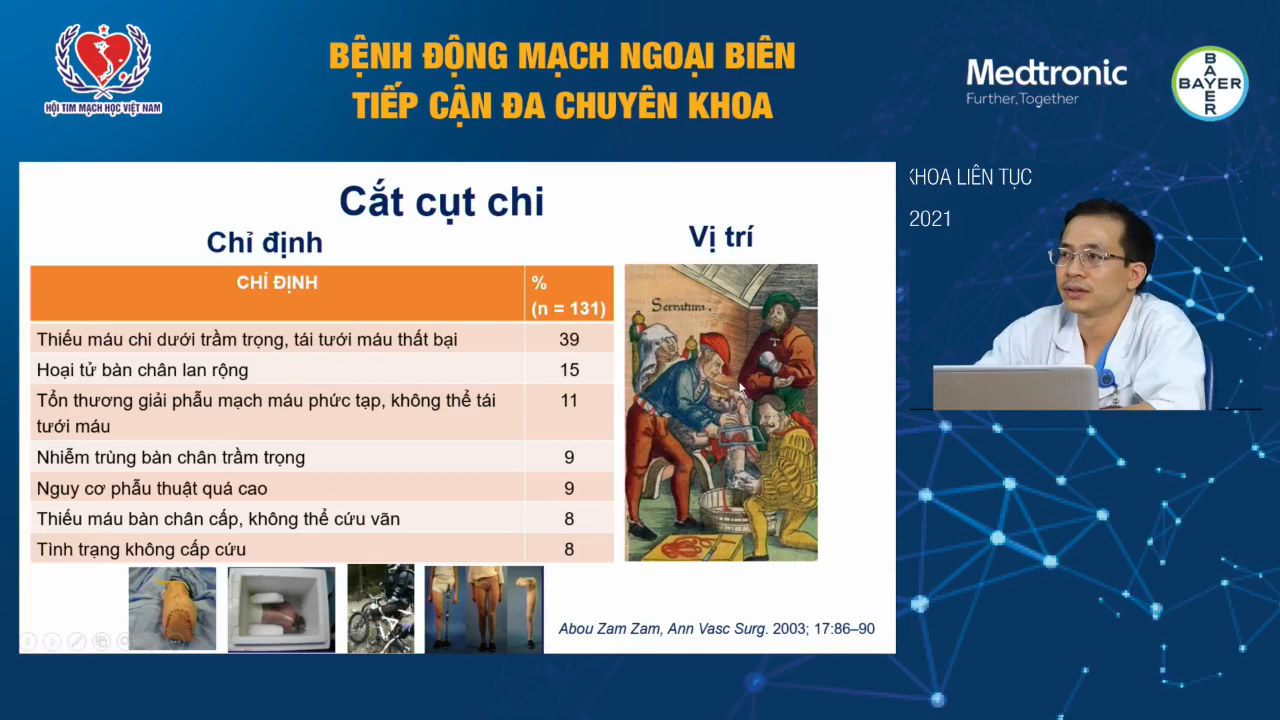 HỘI TIM MẠCH HỌC VIỆT NAM
BỆNH ĐỘNG MẠCH NGOẠI BIÊN
TIẾP CẬN ĐA CHUYÊN KHOA
Medtronic
Further, Together
BAYER
BAYER
KHOA LIÊN TỤC
2021
Cắt cụt chi
Chỉ định
Vị trí
CHỈ ĐỊNH
%
(n = 131)
Thiếu máu chi dưới trầm trọng, tái tưới máu thất bại
39
Hoại tử bàn chân lan rộng
15
Tổn thương giải phẫu mạch máu phức tạp, không thể tái
tưới máu
11
Nhiễm trùng bàn chân trầm trọng
9
Nguy cơ phẫu thuật quá cao
9
Thiếu máu bàn chân cấp, không thể cứu vãn
8
Tình trạng không cấp cứu
8
Serratura.
Abou Zam Zam, Ann Vasc Surg. 2003; 17:86–90